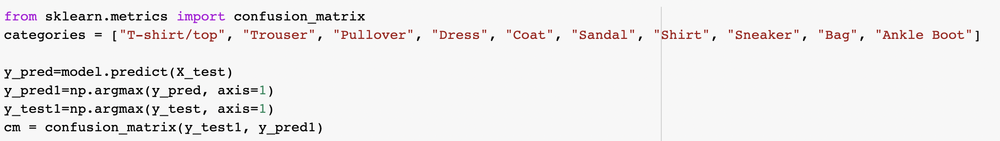 from sklearn.metrics import confusion_matrix
categories = ["T-shirt/top", "Trouser", "Pullover", "Dress", "Coat", "Sandal", "Shirt", "Sneaker", "Bag", "Ankle Boot"]
y_pred=model.predict(X_test)
y_pred1=np.argmax(y_pred, axis=1)
y_test1=np.argmax(y_test, axis=1)
cm = confusion_matrix(y_test1, y_pred1)